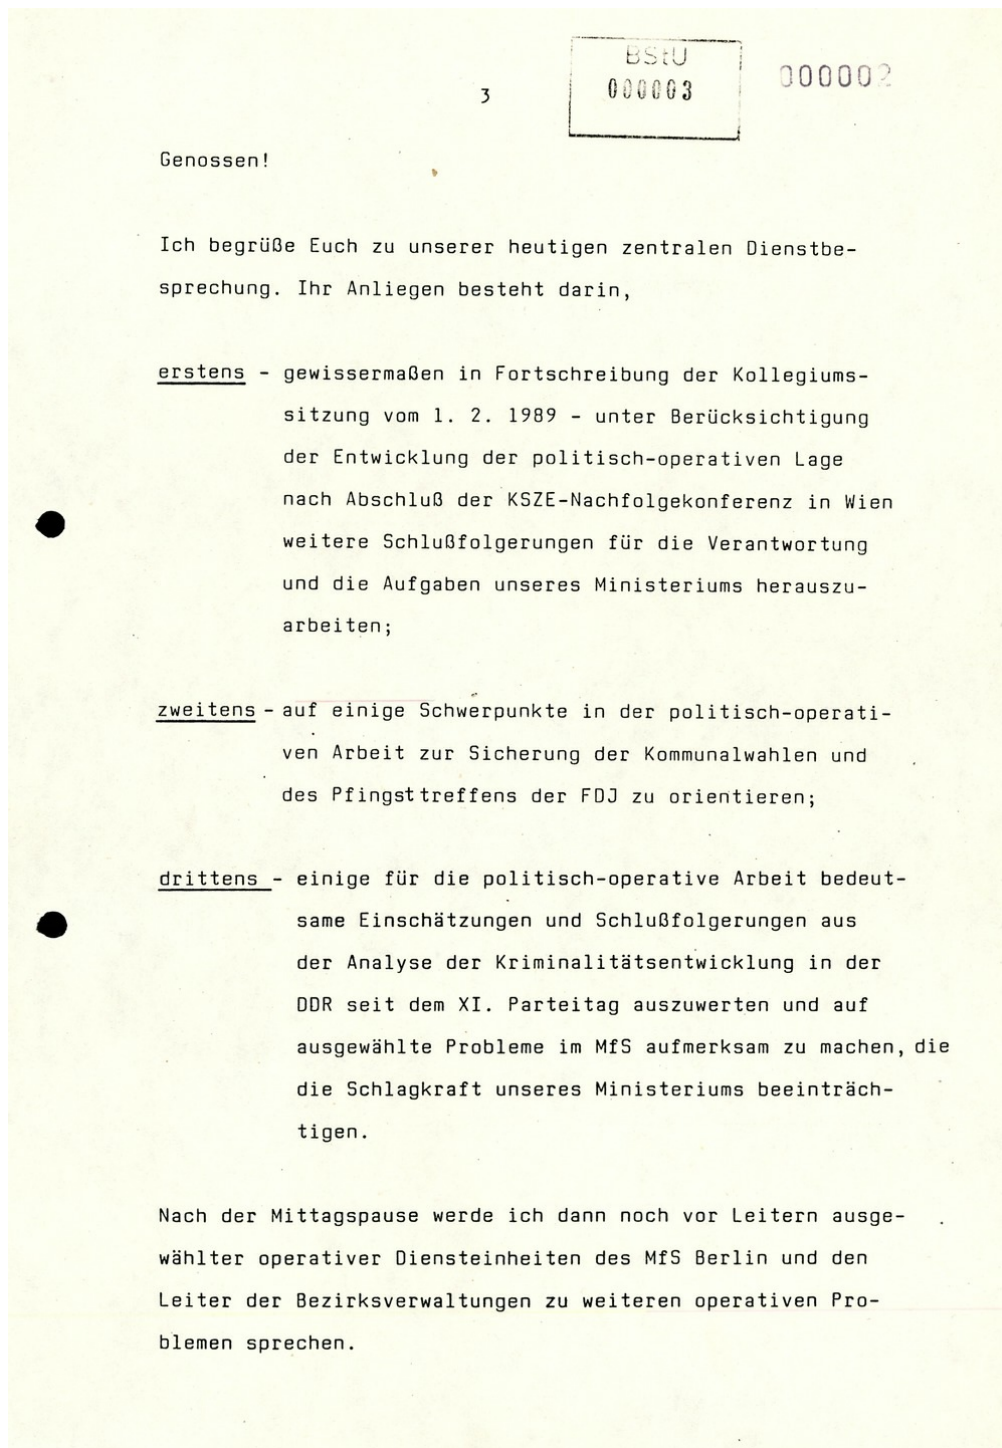 BStU
000003
000002
3
Genossen!
Ich begrüße Euch zu unserer heutigen zentralen Dienstbe-
sprechung. Ihr Anliegen besteht darin,
erstens - gewissermaßen in Fortschreibung der Kollegiums-
sitzung vom 1. 2. 1989 - unter Berücksichtigung
der Entwicklung der politisch-operativen Lage
nach Abschluß der KSZE-Nachfolgekonferenz in Wien
weitere Schlußfolgerungen für die Verantwortung
und die Aufgaben unseres Ministeriums herauszu-
arbeiten;
zweitens - auf einige Schwerpunkte in der politisch-operati-
ven Arbeit zur Sicherung der Kommunalwahlen und
des Pfingsttreffens der FDJ zu orientieren;
drittens - einige für die politisch-operative Arbeit bedeut-
same Einschätzungen und Schlußfolgerungen aus
der Analyse der Kriminalitätsentwicklung in der
DDR seit dem XI. Parteitag auszuwerten und auf
ausgewählte Probleme im MfS aufmerksam zu machen, die
die Schlagkraft unseres Ministeriums beeinträch-
tigen.
Nach der Mittagspause werde ich dann noch vor Leitern ausge-
wählter operativer Diensteinheiten des MfS Berlin und den
Leiter der Bezirksverwaltungen zu weiteren operativen Pro-
blemen sprechen.